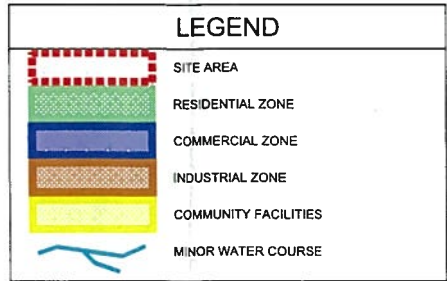 LEGEND
SITE AREA
RESIDENTIAL ZONE
COMMERCIAL ZONE
INDUSTRIAL ZONE
COMMUNITY FACILITIES
MINOR WATER COURSE